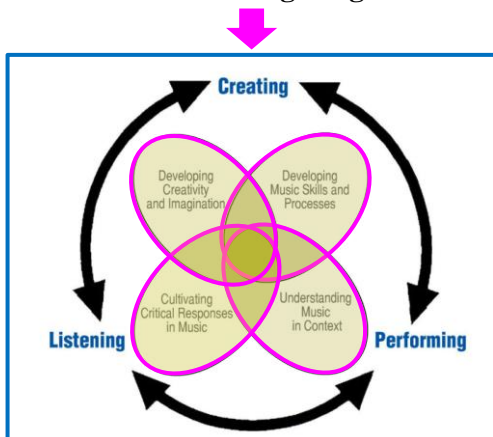 Creating
Developing
Creativity
and Imagination
Developing
Music Skills and
Processes
Cultivating
Critical Responses
in Music
Understanding
Music
in Context
Listening
Performing